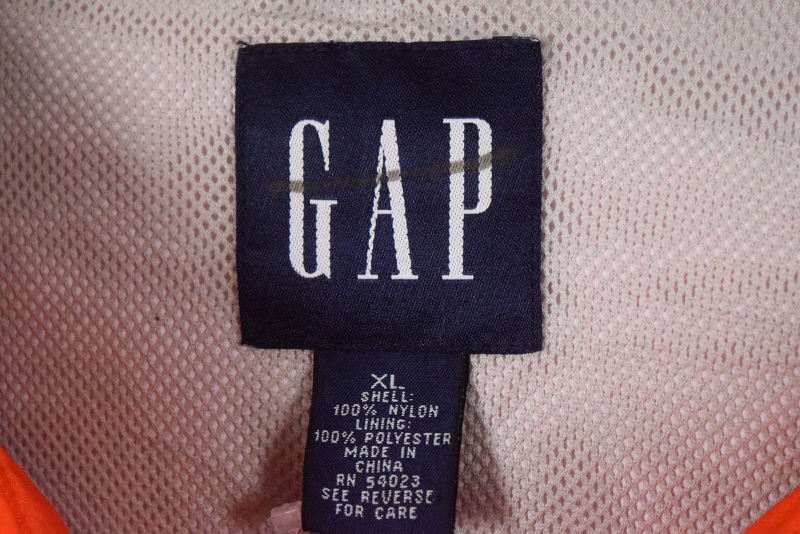 GAP
XL
SHELL:
100% NYLON
LINING:
100% POLYESTER
MADE IN
CHINA
RN 54023
SEE REVERSE
FOR CARE